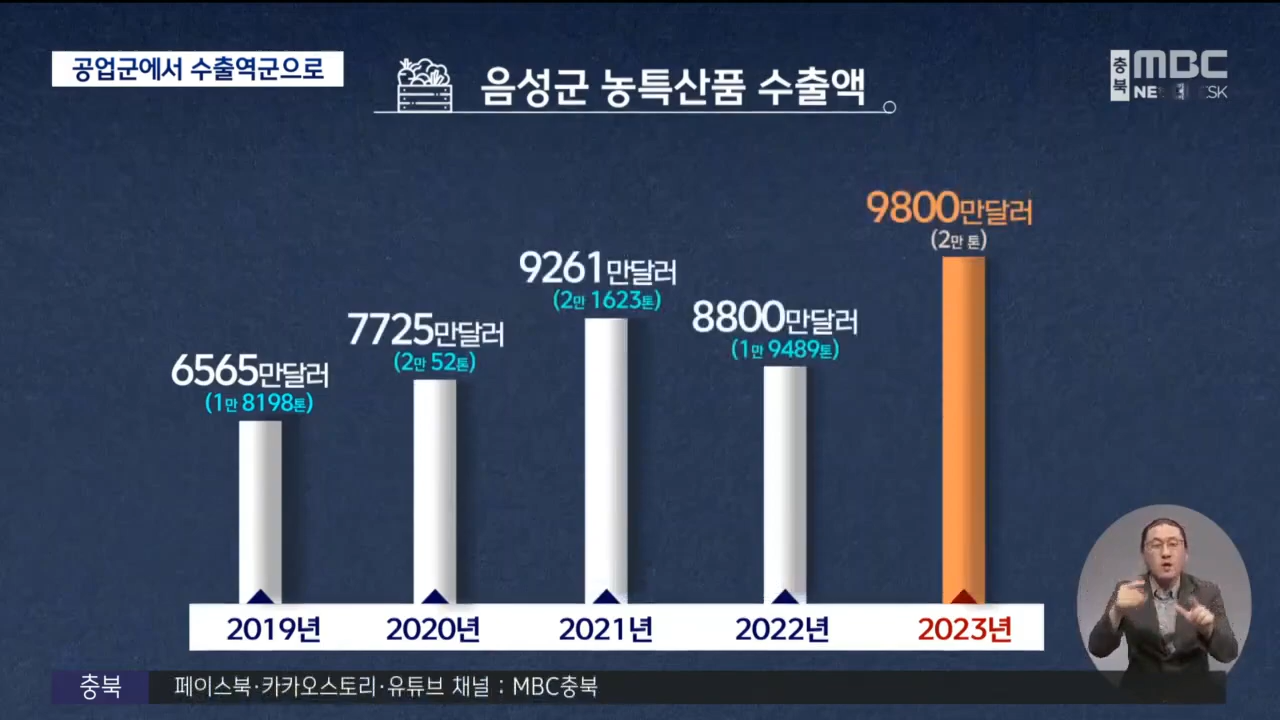 공업군에서 수출역군으로
음성군 농특산품 수출액
충북 MBC
9800만달러
(2만 톤)
9261만달러
(2만 1623톤)
8800만달러
(1만 9489톤)
7725만달러
(2만 52톤)
6565만달러
(1만 8198톤)
2019년 2020년 2021년 2022년 2023년
충북 페이스북·카카오스토리·유튜브 채널 : MBC충북